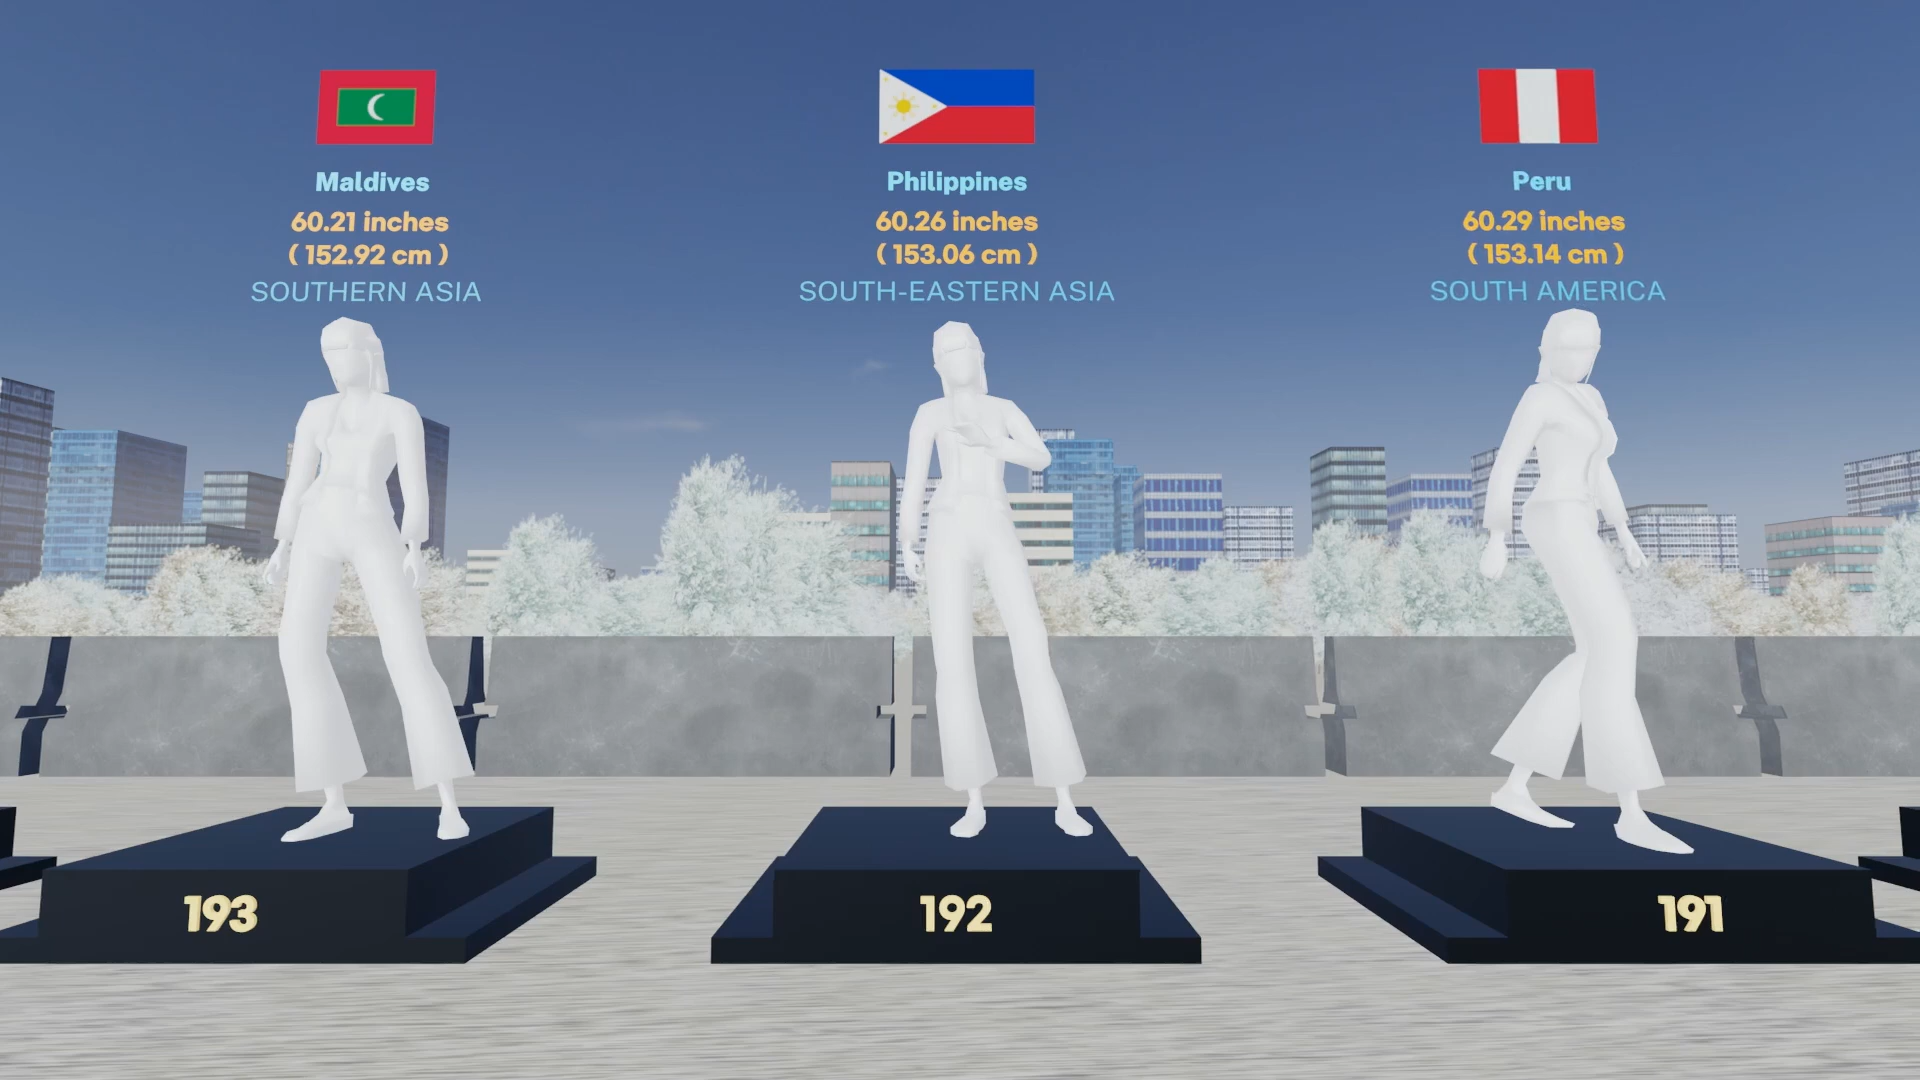 Maldives
60.21 inches
( 152.92 cm )
SOUTHERN ASIA
193
Philippines
60.26 inches
( 153.06 cm )
SOUTH-EASTERN ASIA
192
Peru
60.29 inches
( 153.14 cm )
SOUTH AMERICA
191